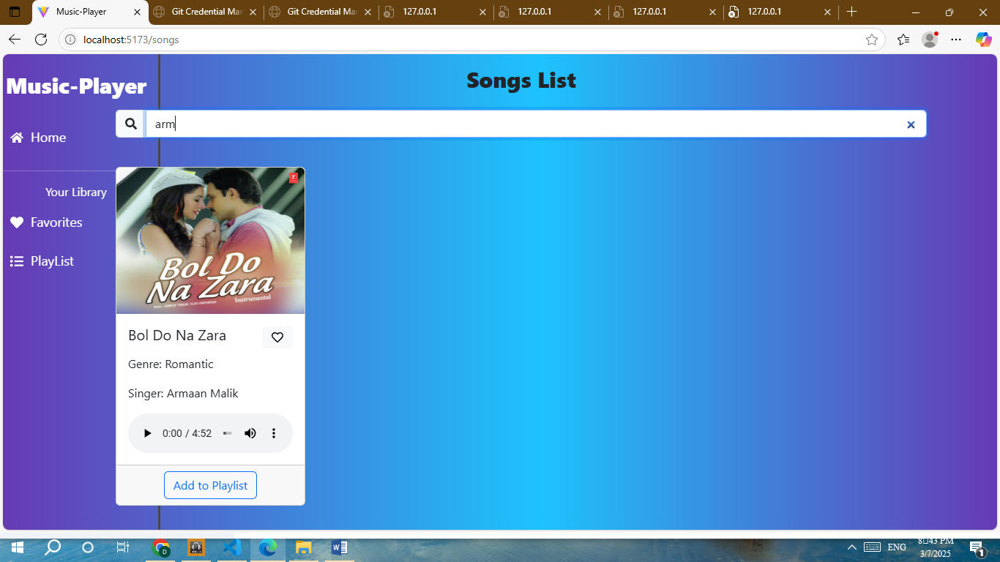 Music-Player
Git Credential Mar
Git Credential Mar
127.0.0.1
127.0.0.1
127.0.0.1
127.0.0.1
localhost:5173/songs
Music-Player
Songs List
arm
Home
Your Library
Favorites
PlayList
Bol Do
Na Zara
Instrumental
Bol Do Na Zara
Genre: Romantic
Singer: Armaan Malik
0:00 / 4:52
Add to Playlist
ENG
8:43 PM
3/7/2025
1